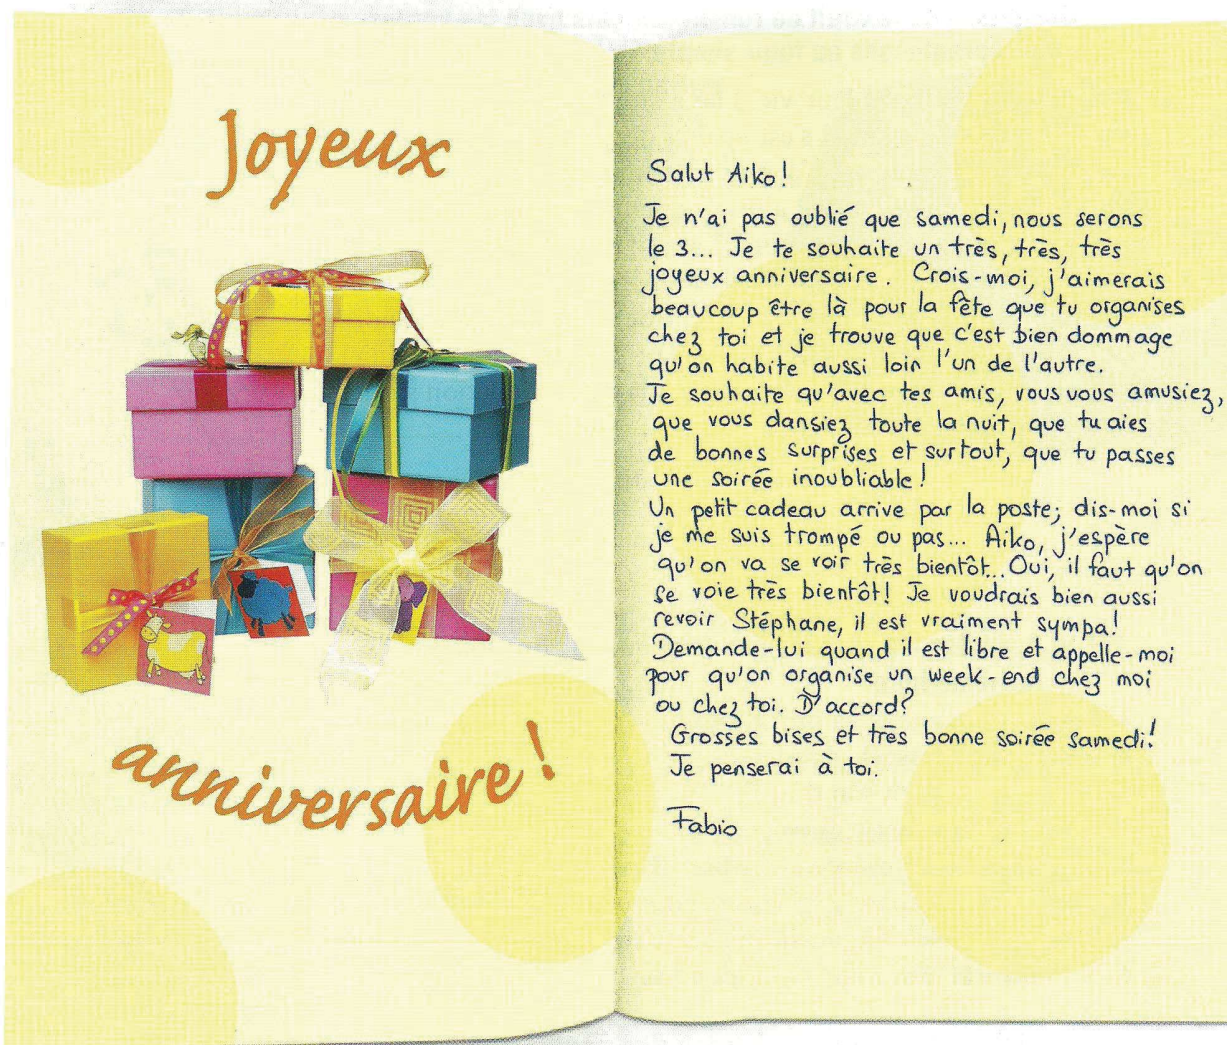 Joyeux
anniversaire !
Salut Aiko !
Je n'ai pas oublié que samedi, nous serons
le 3... Je te souhaite un très, très, très
joyeux anniversaire. Crois-moi, j'aimerais
beaucoup être là pour la fête que tu organises
chez toi et je trouve que c'est bien dommage
qu'on habite aussi loin l'un de l'autre.
Je souhaite qu'avec tes amis, vous vous amusiez,
que vous dansiez toute la nuit, que tu aies
de bonnes surprises et surtout, que tu passes
une soirée inoubliable !
Un petit cadeau arrive par la poste; dis-moi si
je me suis trompé ou pas... Aiko, j'espère
qu'on va se voir très bientôt... Oui, il faut qu'on
se voie très bientôt! Je voudrais bien aussi
revoir Stéphane, il est vraiment sympa!
Demande-lui quand il est libre et appelle-moi
pour qu'on organise un week-end chez moi
ou chez toi. D'accord?
Grosses bises et très bonne soirée samedi!
Je penserai à toi.
Fabio